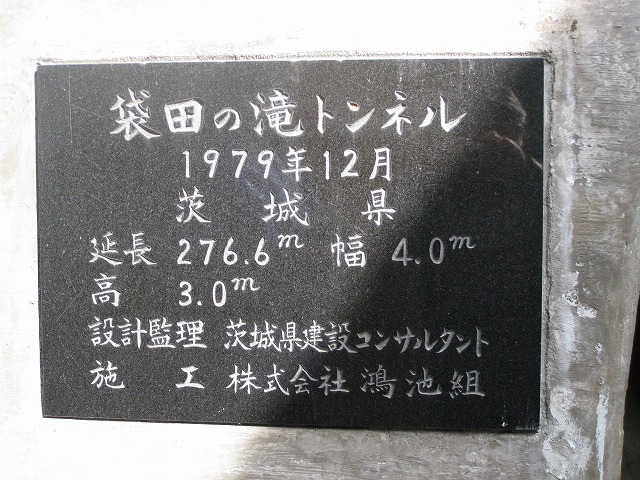 袋田の滝トンネル
1979年12月
茨城県
延長 276.6m 幅 4.0m
高 3.0m
設計監理 茨城県建設コンサルタント
施工 株式会社 鴻池組